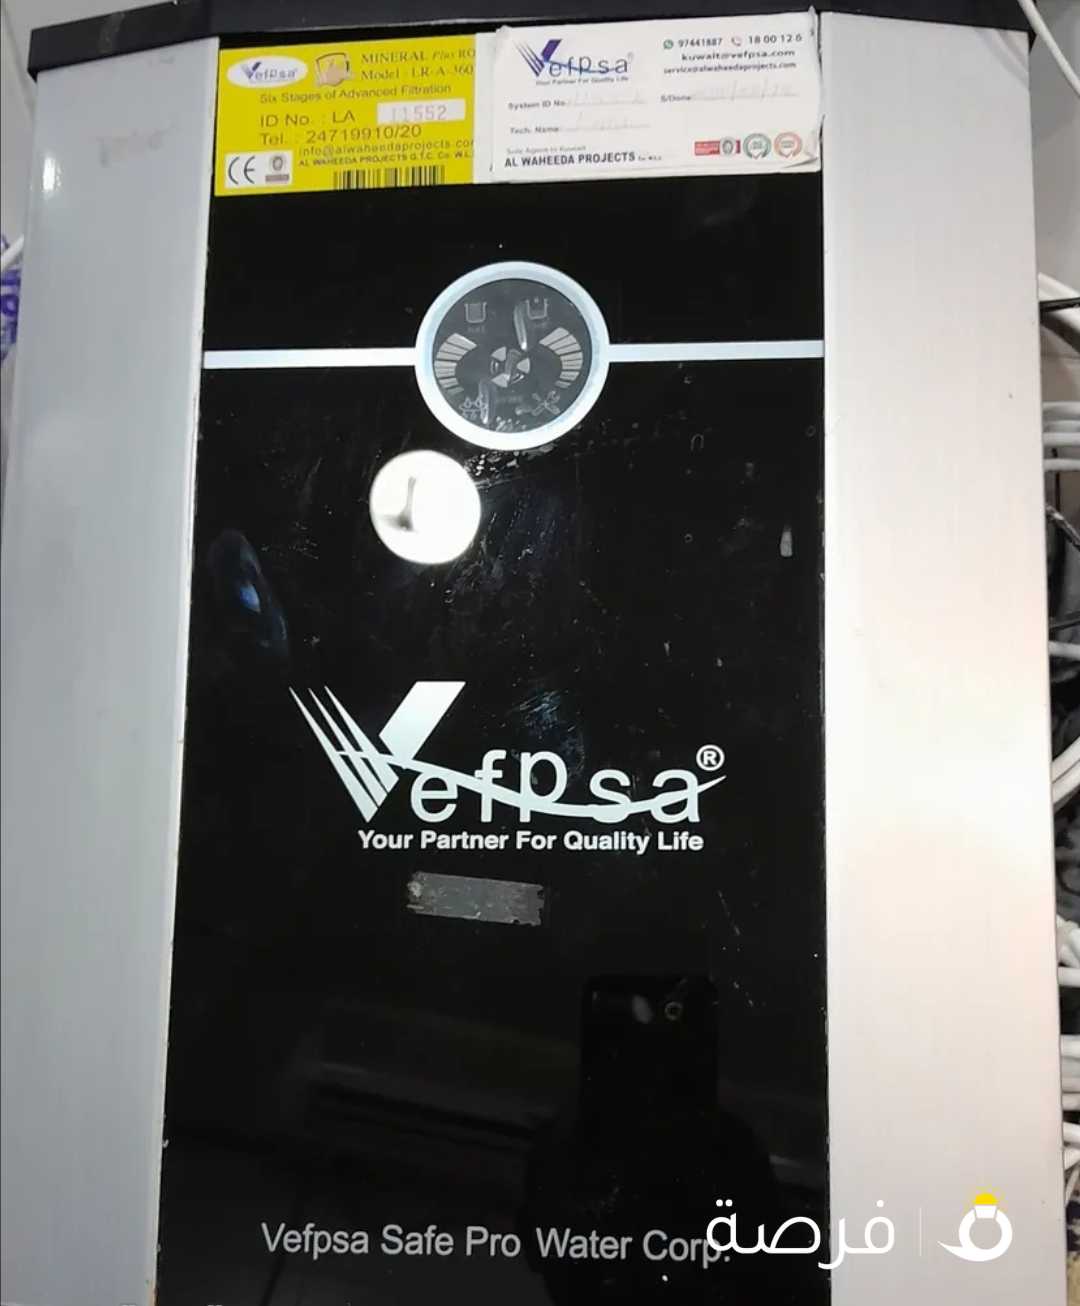 Vefpsa
MINERAL Plus RO
Model : LR-A-360
Six Stages of Advanced Filtration
ID No. : LA 11552
Tel. : 24719910/20
info@alwaheedaprojects.com
AL WAHEEDA PROJECTS G.T.C. Co. W.L.
CE
Vefpsa®
Your Partner For Quality Life
97441887 18 00 12 6
kuwait@vefpsa.com
service@alwaheedaprojects.com
System ID No.
S/Done
Tech. Name:
Sole Agent in Kuwait
AL WAHEEDA PROJECTS
Vefpsa®
Your Partner For Quality Life
Vefpsa Safe Pro Water Corp.
فرصة